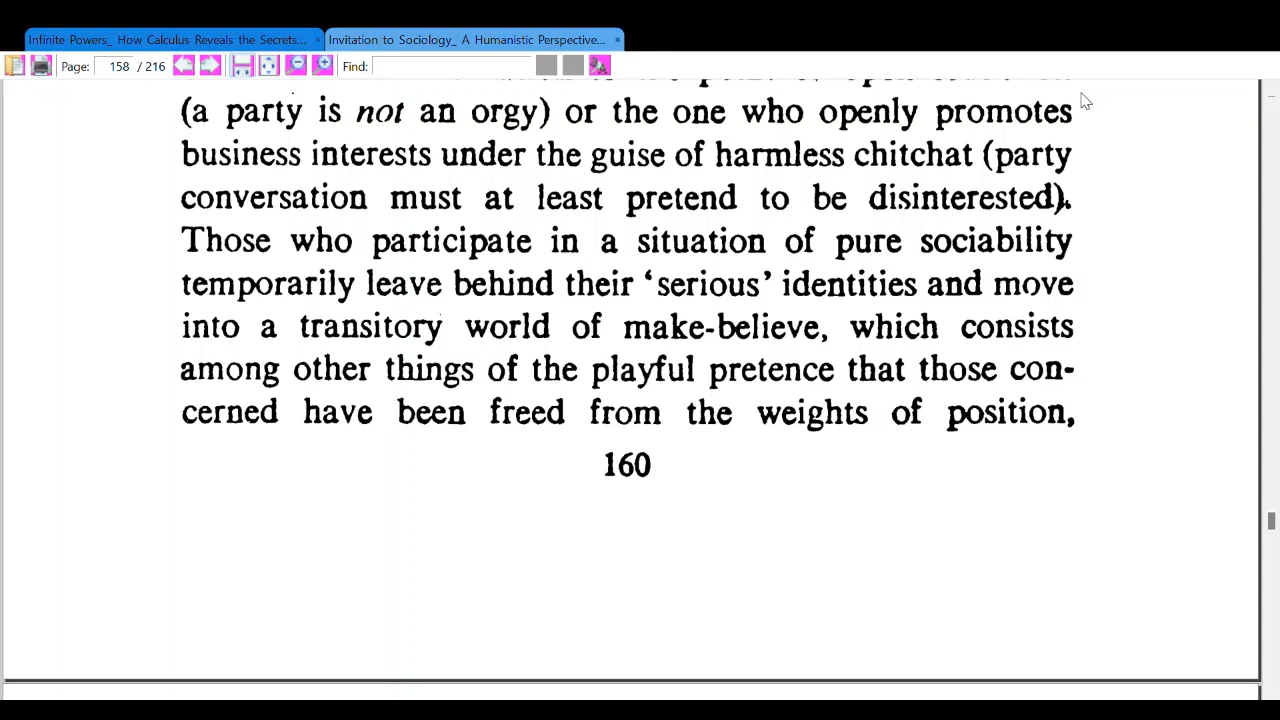 Infinite Powers_ How Calculus Reveals the Secrets... × Invitation to Sociology_ A Humanistic Perspective... ×
Page: 158 / 216 Find:
(a party is not an orgy) or the one who openly promotes
business interests under the guise of harmless chitchat (party
conversation must at least pretend to be disinterested).
Those who participate in a situation of pure sociability
temporarily leave behind their ‘serious’ identities and move
into a transitory world of make-believe, which consists
among other things of the playful pretence that those con-
cerned have been freed from the weights of position,
160